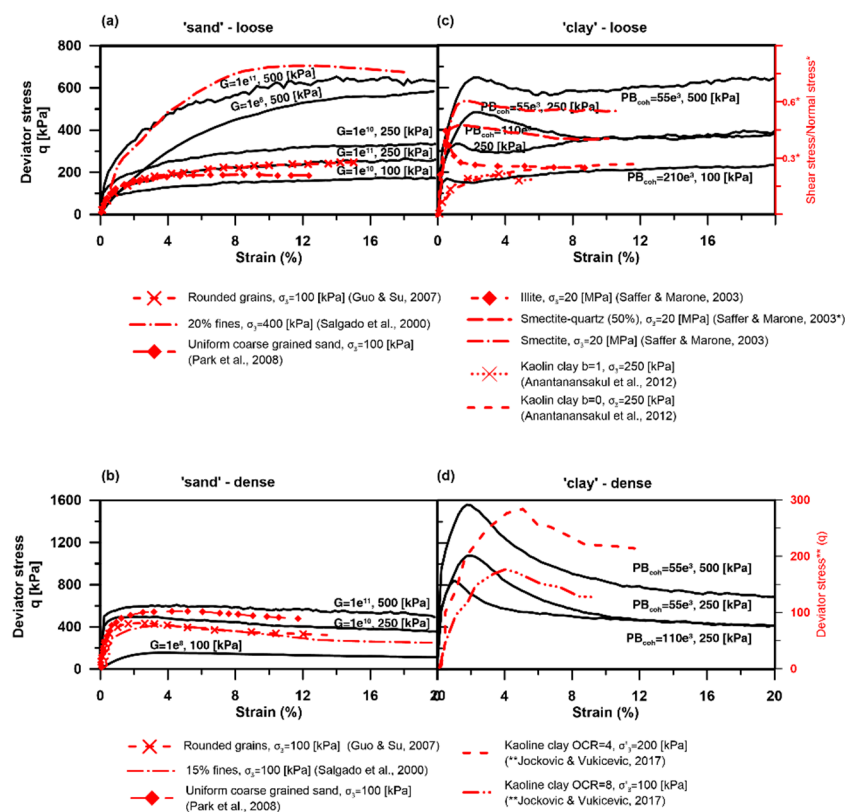 (a)
'sand' - loose
800
600
400
200
0
Deviator stress
q [kPa]
G=1e¹¹, 500 [kPa]
G=1e⁸, 500 [kPa]
G=1e¹⁰, 250 [kPa]
G=1e¹¹, 250 [kPa]
G=1e¹⁰, 100 [kPa]
0 4 8 12 16
Strain (%)
(c)
'clay' - loose
PBcoh=55e³, 500 [kPa]
PBcoh=55e³, 250 [kPa]
PBcoh=110e³
250 [kPa]
PBcoh=210e³, 100 [kPa]
0 4 8 12 16 20
Strain (%)
0.6*
0.3*
Shear stress/Normal stress*
Rounded grains, σ₃=100 [kPa] (Guo & Su, 2007)
20% fines, σ₃=400 [kPa] (Salgado et al., 2000)
Uniform coarse grained sand, σ₃=100 [kPa]
(Park et al., 2008)
Illite, σ₃=20 [MPa] (Saffer & Marone, 2003)
Smectite-quartz (50%), σ₃=20 [MPa] (Saffer & Marone, 2003*)
Smectite, σ₃=20 [MPa] (Saffer & Marone, 2003)
Kaolin clay b=1, σ₃=250 [kPa]
(Anantanansakul et al., 2012)
Kaolin clay b=0, σ₃=250 [kPa]
(Anantanansakul et al., 2012)
(b)
'sand' - dense
1600
1200
800
400
0
Deviator stress
q [kPa]
G=1e¹¹, 500 [kPa]
G=1e¹⁰, 250 [kPa]
G=1e⁸, 100 [kPa]
0 4 8 12 16 20
Strain (%)
(d)
'clay' - dense
PBcoh=55e³, 500 [kPa]
PBcoh=55e³, 250 [kPa]
PBcoh=110e³, 250 [kPa]
0 4 8 12 16 20
Strain (%)
300
200
100
0
Deviator stress** (q)
Rounded grains, σ₃=100 [kPa] (Guo & Su, 2007)
15% fines, σ₃=100 [kPa] (Salgado et al., 2000)
Uniform coarse grained sand, σ₃=100 [kPa]
(Park et al., 2008)
Kaoline clay OCR=4, σ'₃=200 [kPa]
(**Jockovic & Vukicevic, 2017)
Kaoline clay OCR=8, σ'₃=100 [kPa]
(**Jockovic & Vukicevic, 2017)